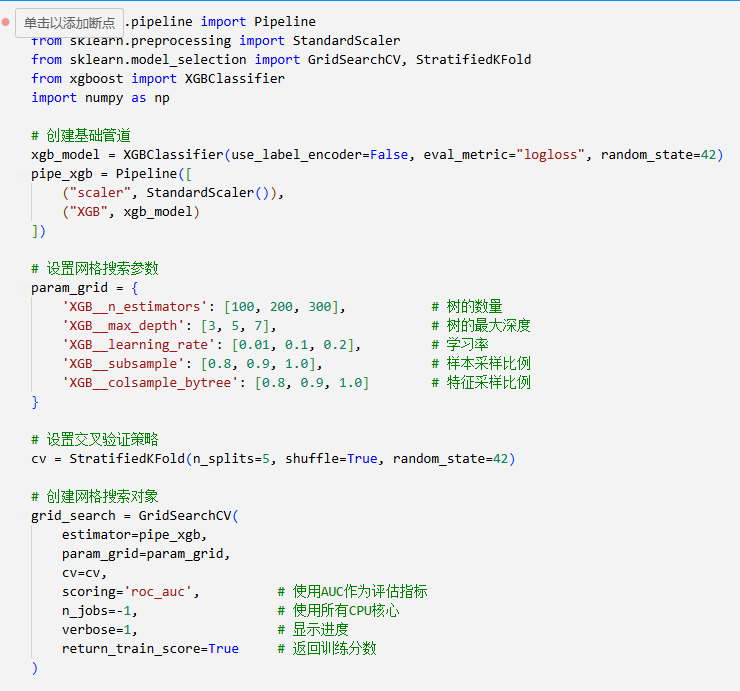 单击以添加断点.pipeline import Pipeline
from sklearn.preprocessing import StandardScaler
from sklearn.model_selection import GridSearchCV, StratifiedKFold
from xgboost import XGBClassifier
import numpy as np
# 创建基础管道
xgb_model = XGBClassifier(use_label_encoder=False, eval_metric="logloss", random_state=42)
pipe_xgb = Pipeline([
("scaler", StandardScaler()),
("XGB", xgb_model)
])
# 设置网格搜索参数
param_grid = {
'XGB__n_estimators': [100, 200, 300], # 树的数量
'XGB__max_depth': [3, 5, 7], # 树的最大深度
'XGB__learning_rate': [0.01, 0.1, 0.2], # 学习率
'XGB__subsample': [0.8, 0.9, 1.0], # 样本采样比例
'XGB__colsample_bytree': [0.8, 0.9, 1.0] # 特征采样比例
}
# 设置交叉验证策略
cv = StratifiedKFold(n_splits=5, shuffle=True, random_state=42)
# 创建网格搜索对象
grid_search = GridSearchCV(
estimator=pipe_xgb,
param_grid=param_grid,
cv=cv,
scoring='roc_auc', # 使用AUC作为评估指标
n_jobs=-1, # 使用所有CPU核心
verbose=1, # 显示进度
return_train_score=True # 返回训练分数
)